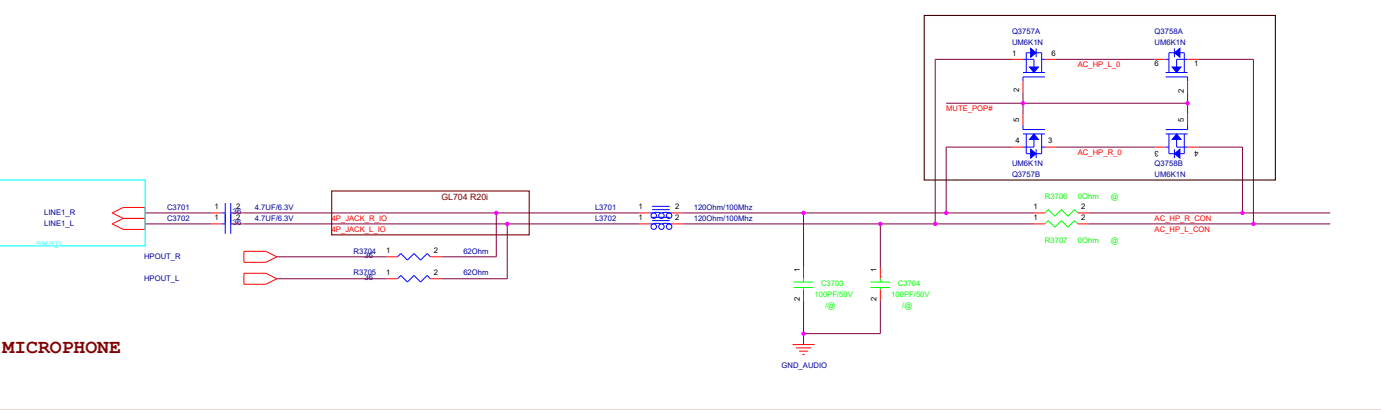 Q3757A
UM6K1N
Q3758A
UM6K1N
1
6
AC_HP_L_0
6
1
2
2
MUTE_POP#
5
5
4
3
AC_HP_R_0
3
4
UM6K1N
Q3757B
Q3758B
UM6K1N
GL704 R20i
R3706 0Ohm @
LINE1_R
C3701 1 2 4.7UF/6.3V
L3701 1 2 120Ohm/100Mhz
1 2
LINE1_L
C3702 1 2 4.7UF/6.3V
4P_JACK_R_IO
L3702 1 2 120Ohm/100Mhz
1 2
AC_HP_R_CON
4P_JACK_L_IO
AC_HP_L_CON
R3707 0Ohm @
HPOUT_R
R3704 1 2 62Ohm
36
HPOUT_L
R3705 1 2 62Ohm
36
1
1
C3703
C3704
100PF/50V
100PF/50V
2
2
/@
/@
MICROPHONE
GND_AUDIO